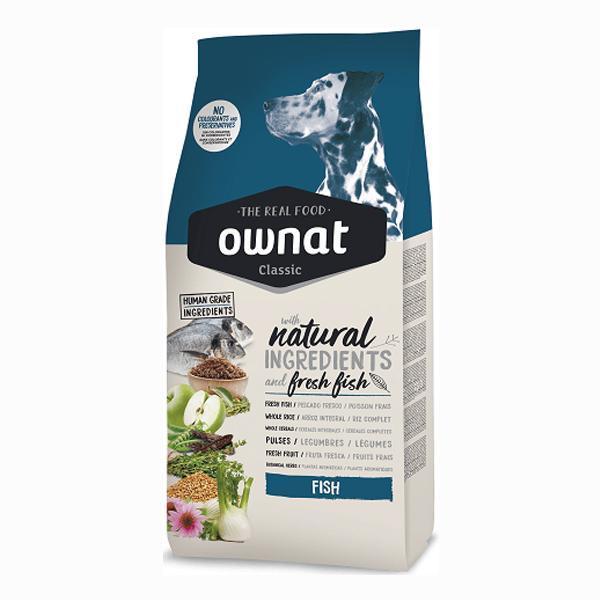 NO
COLOURANTS AND
PRESERVATIVES
·THE REAL FOOD·
ownat
Classic
HUMAN GRADE
INGREDIENTS
with
natural
INGREDIENTS
and fresh fish
FRESH FISH / PESCADO FRESCO / POISSON FRAIS
WHOLE RICE / ARROZ INTEGRAL / RIZ COMPLET
WHOLE CEREALS / CEREALES INTEGRALES / CÉRÉALES COMPLÈTES
PULSES / LEGUMBRES / LÉGUMES
FRESH FRUIT / FRUTA FRESCA / FRUITS FRAIS
BOTANICAL HERBS / PLANTAS AROMÁTICAS / PLANTES AROMATIQUES
FISH